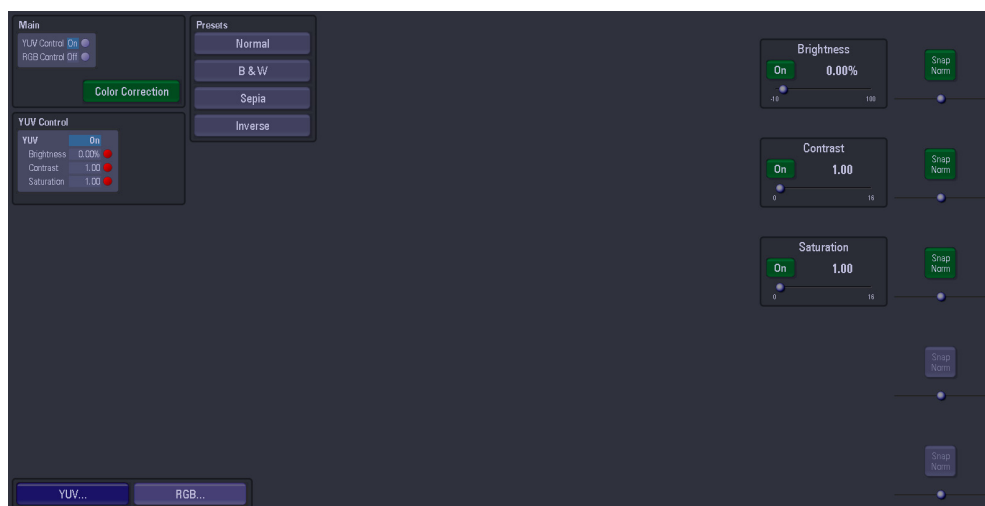 Main
YUV Control On
RGB Control Off
Color Correction
Presets
Normal
B & W
Sepia
Inverse
YUV Control
YUV On
Brightness 0.00%
Contrast 1.00
Saturation 1.00
Brightness
On 0.00%
-10 100
Snap
Norm
Contrast
On 1.00
0 16
Snap
Norm
Saturation
On 1.00
0 16
Snap
Norm
Snap
Norm
Snap
Norm
YUV... RGB...